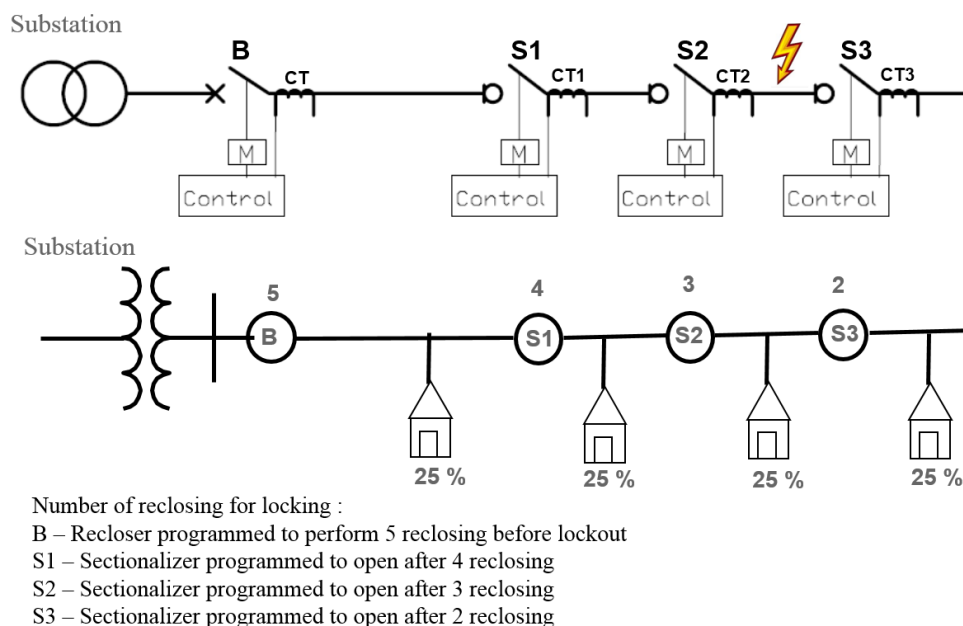 Substation
B S1 S2 S3
CT CT1 CT2 CT3
M M M M
Control Control Control Control
Substation
5 4 3 2
B S1 S2 S3
25 % 25 % 25 % 25 %
Number of reclosing for locking :
B – Recloser programmed to perform 5 reclosing before lockout
S1 – Sectionalizer programmed to open after 4 reclosing
S2 – Sectionalizer programmed to open after 3 reclosing
S3 – Sectionalizer programmed to open after 2 reclosing